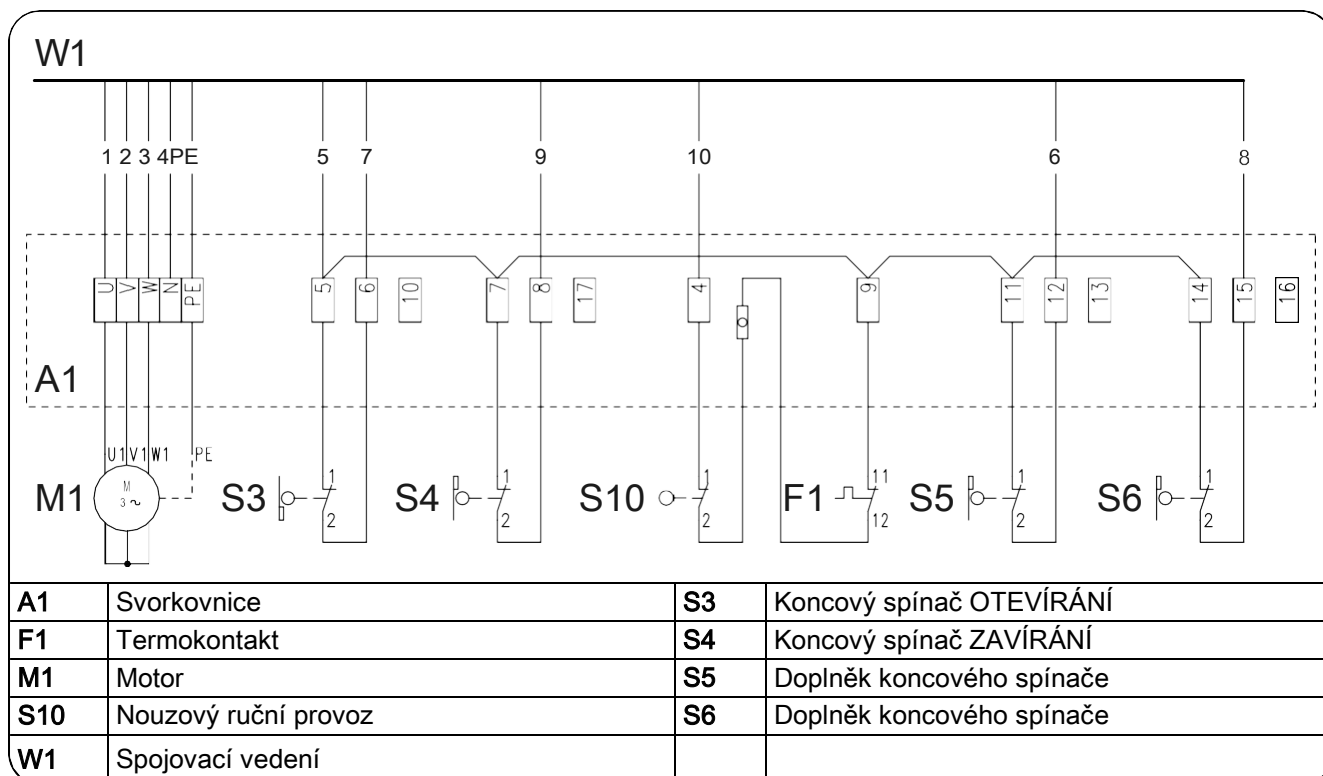 W1
1 2 3 4PE 5 7 9 10 6 8
U V W N PE 5 6 10 7 8 17 4 9 11 12 13 14 15 16
A1
U1 V1 W1 PE
1 1 1 11 1 1
M1 M 3 ~ S3 S4 S10 F1 S5 S6
2 2 2 12 2 2
A1 Svorkovnice S3 Koncový spínač OTEVÍRÁNÍ
F1 Termokontakt S4 Koncový spínač ZAVÍRÁNÍ
M1 Motor S5 Doplněk koncového spínače
S10 Nouzový ruční provoz S6 Doplněk koncového spínače
W1 Spojovací vedení